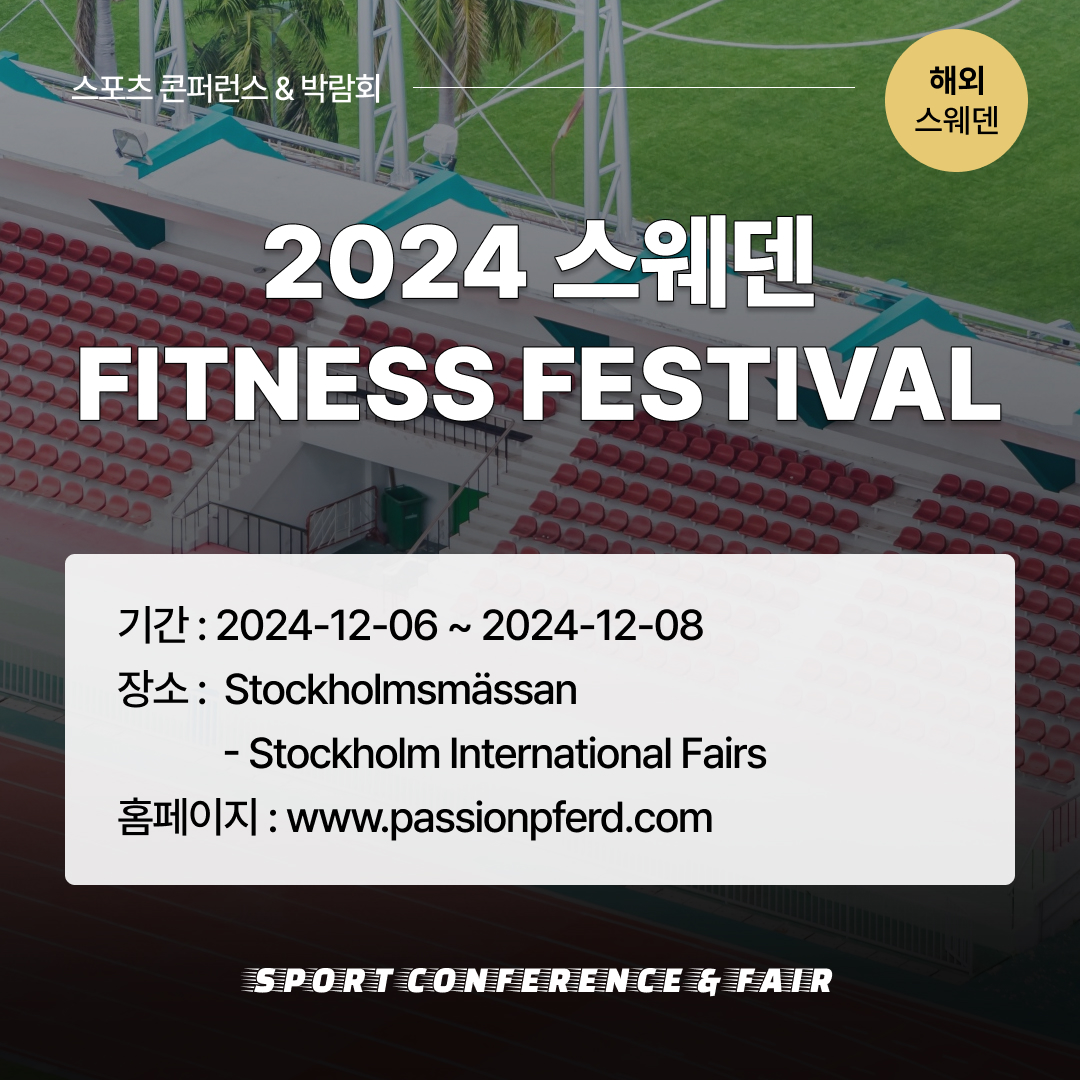 스포츠 콘퍼런스 & 박람회
해외
스웨덴
2024 스웨덴
FITNESS FESTIVAL
기간 : 2024-12-06 ~ 2024-12-08
장소 : Stockholmsmässan
- Stockholm International Fairs
홈페이지 : www.passionpferd.com
SPORT CONFERENCE & FAIR